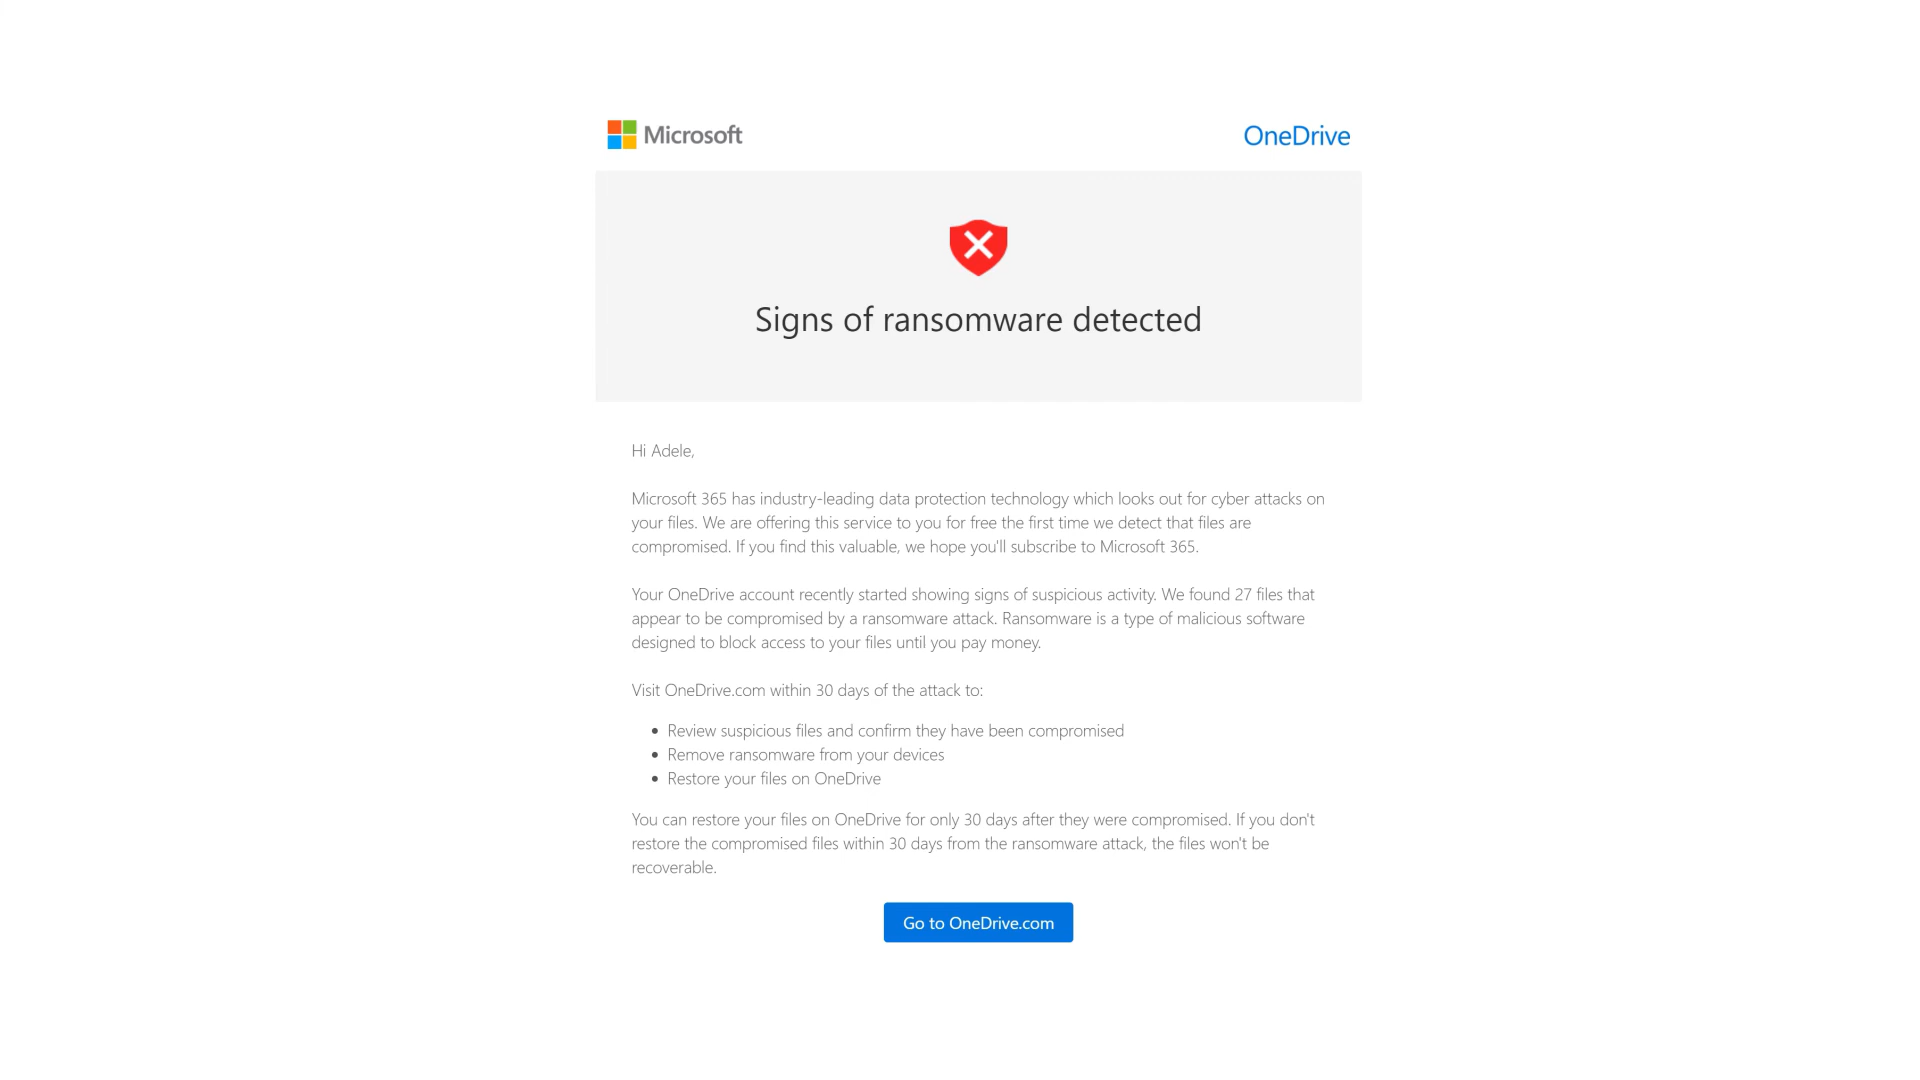 Microsoft
OneDrive
Signs of ransomware detected
Hi Adele,
Microsoft 365 has industry-leading data protection technology which looks out for cyber attacks on
your files. We are offering this service to you for free the first time we detect that files are
compromised. If you find this valuable, we hope you'll subscribe to Microsoft 365.
Your OneDrive account recently started showing signs of suspicious activity. We found 27 files that
appear to be compromised by a ransomware attack. Ransomware is a type of malicious software
designed to block access to your files until you pay money.
Visit OneDrive.com within 30 days of the attack to:
• Review suspicious files and confirm they have been compromised
• Remove ransomware from your devices
• Restore your files on OneDrive
You can restore your files on OneDrive for only 30 days after they were compromised. If you don't
restore the compromised files within 30 days from the ransomware attack, the files won't be
recoverable.
Go to OneDrive.com